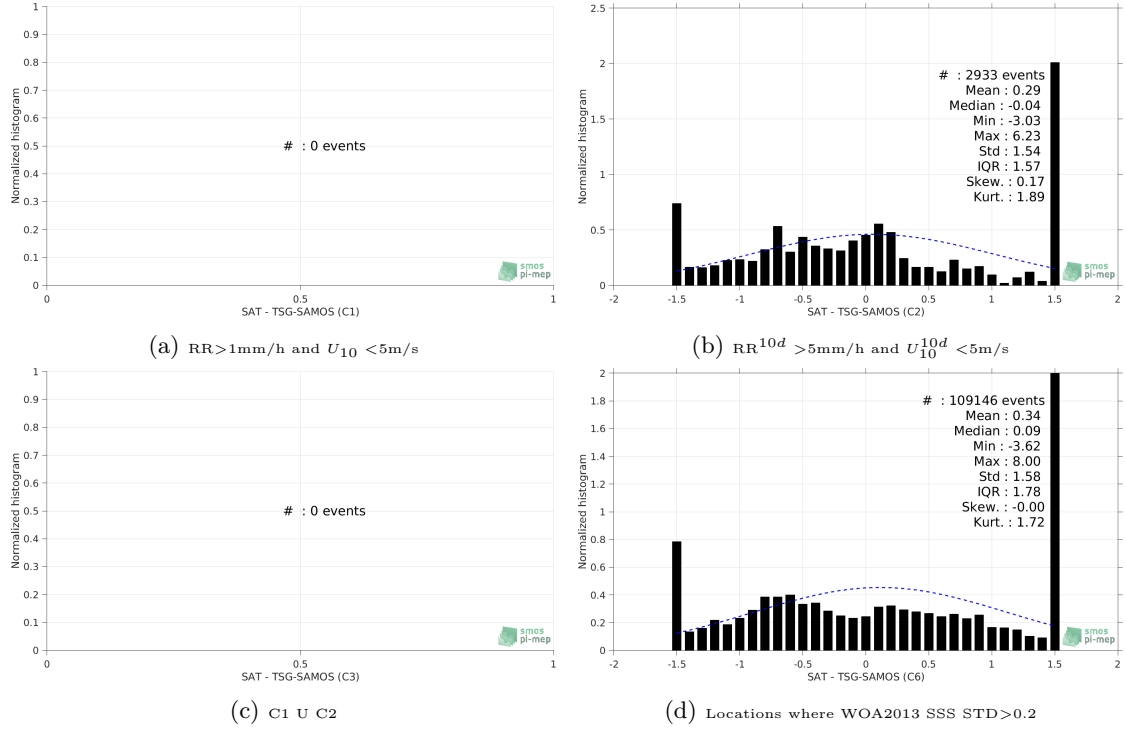 1
0.9
0.8
0.7
0.6
0.5
0.4
0.3
0.2
0.1
0
Normalized histogram
# : 0 events
smos
pi-mep
0 0.5 1
SAT - TSG-SAMOS (C1)
(a) RR>1mm/h and U10 <5m/s
2.5
2
1.5
1
0.5
0
Normalized histogram
# : 2933 events
Mean : 0.29
Median : -0.04
Min : -3.03
Max : 6.23
Std : 1.54
IQR : 1.57
Skew. : 0.17
Kurt. : 1.89
smos
pi-mep
-2 -1.5 -1 -0.5 0 0.5 1 1.5 2
SAT - TSG-SAMOS (C2)
(b) RR^10d >5mm/h and U10^10d <5m/s
1
0.9
0.8
0.7
0.6
0.5
0.4
0.3
0.2
0.1
0
Normalized histogram
# : 0 events
smos
pi-mep
0 0.5 1
SAT - TSG-SAMOS (C3)
(c) C1 U C2
2
1.8
1.6
1.4
1.2
1
0.8
0.6
0.4
0.2
0
Normalized histogram
# : 109146 events
Mean : 0.34
Median : 0.09
Min : -3.62
Max : 8.00
Std : 1.58
IQR : 1.78
Skew. : -0.00
Kurt. : 1.72
smos
pi-mep
-2 -1.5 -1 -0.5 0 0.5 1 1.5 2
SAT - TSG-SAMOS (C6)
(d) Locations where WOA2013 SSS STD>0.2